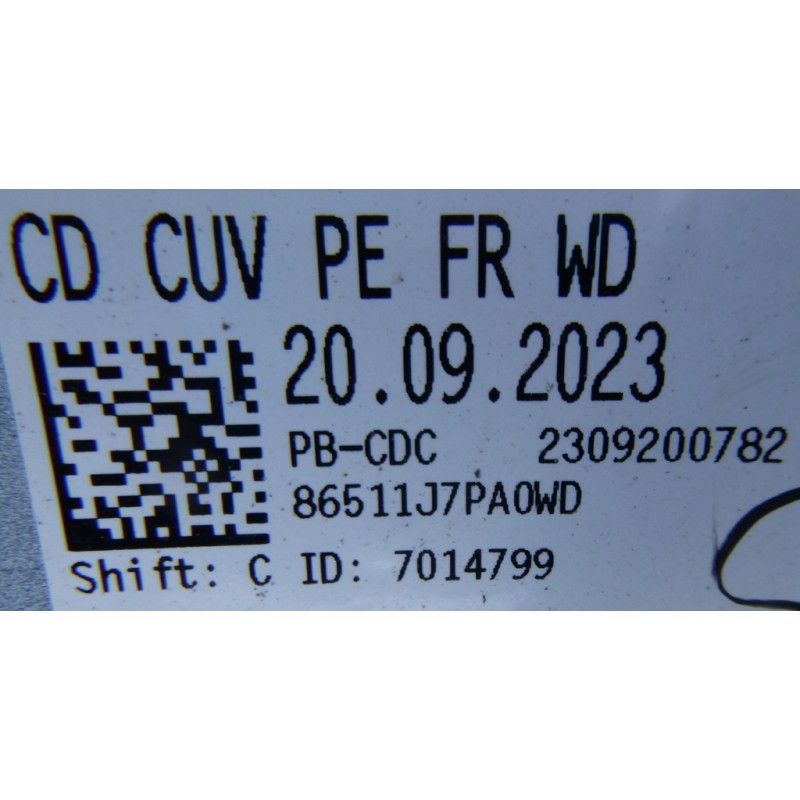 CD CUV PE FR WD
20.09.2023
PB-CDC 2309200782
86511J7PA0WD
Shift: C ID: 7014799